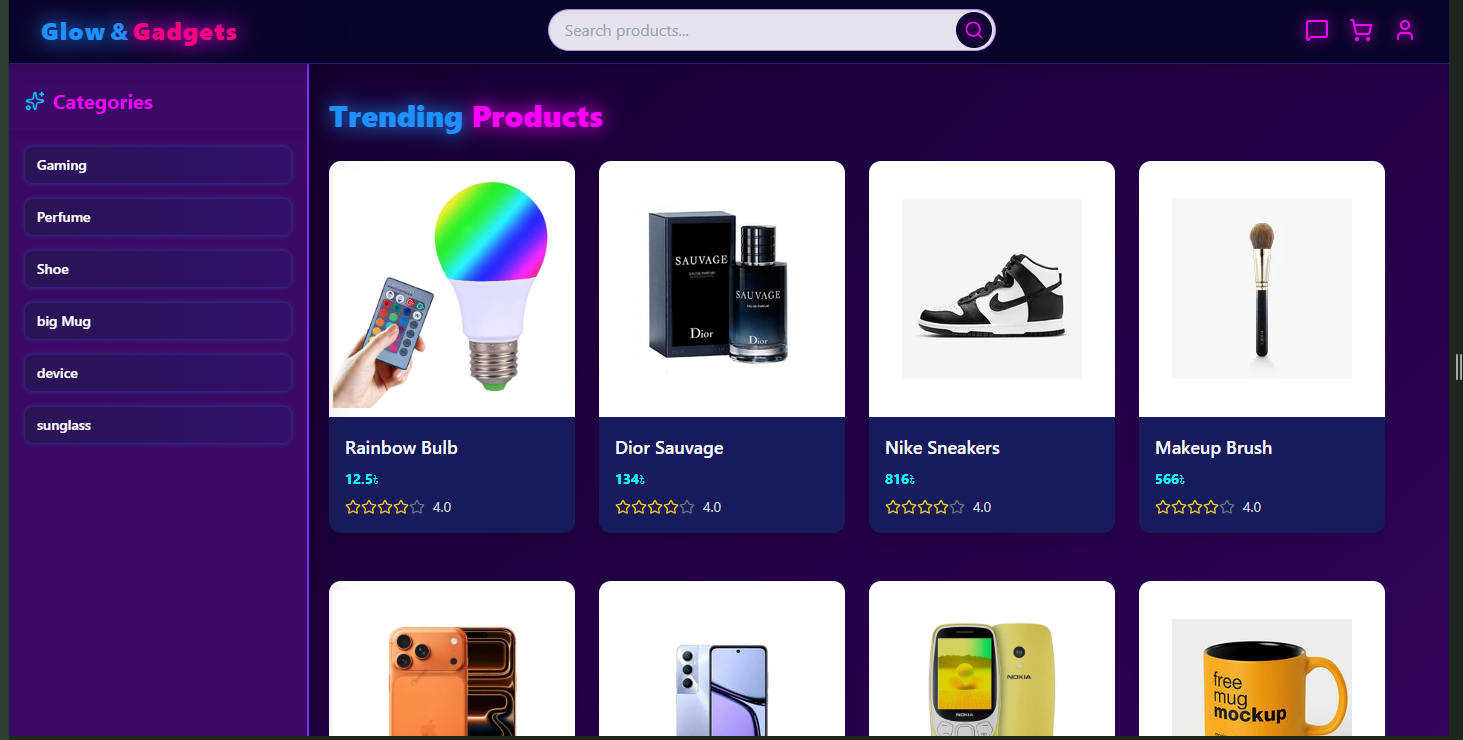 Glow & Gadgets
Search products...
Categories
Gaming
Perfume
Shoe
big Mug
device
sunglass
Trending Products
SAUVAGE
Dior
SAUVAGE
Dior
Rainbow Bulb
12.5৳
4.0
Dior Sauvage
134৳
4.0
Nike Sneakers
816৳
4.0
Makeup Brush
566৳
4.0
NOKIA
NOKIA
free
mug
mockup